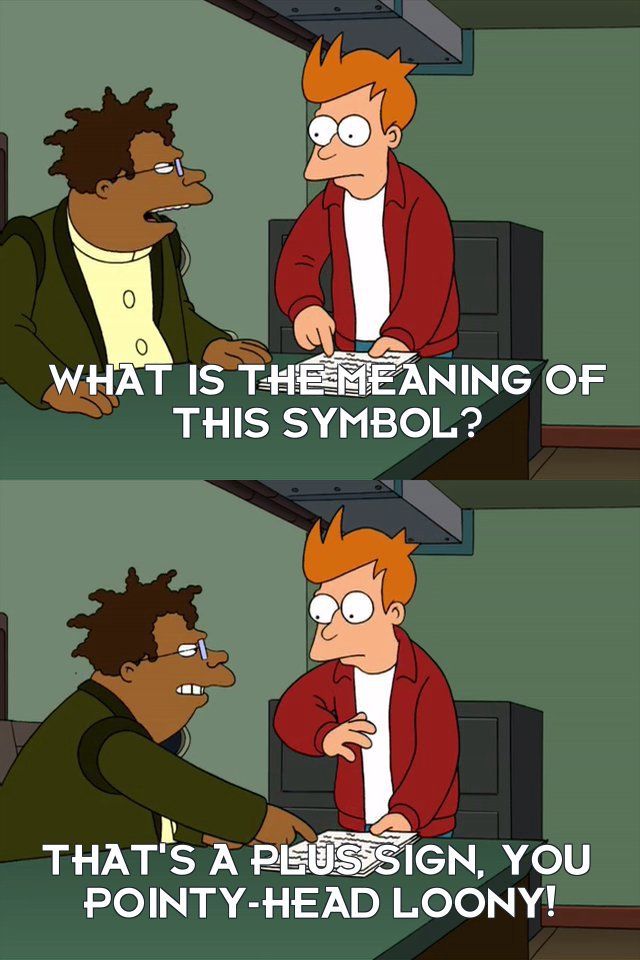 WHAT IS THE MEANING OF
THIS SYMBOL?
THAT'S A PLUS SIGN, YOU
POINTY-HEAD LOONY!